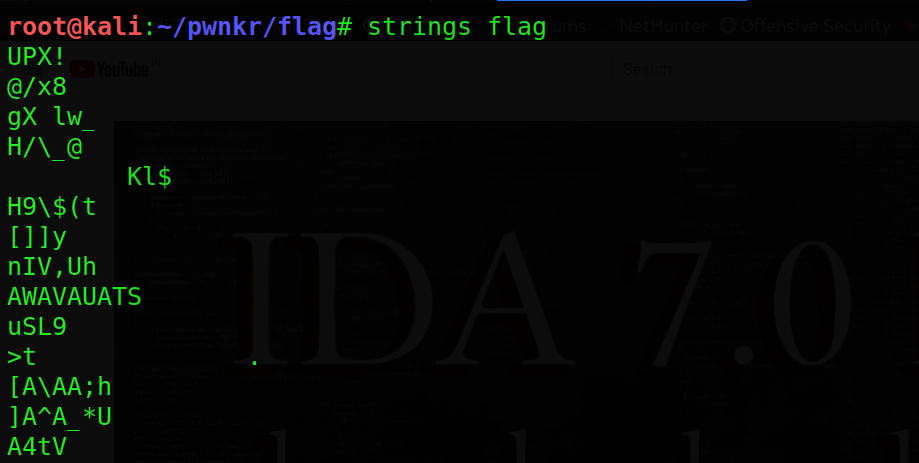 root@kali:~/pwnkr/flag# strings flag
ums NetHunter Offensive Security
UPX!
YouTube
Search
@/x8
gX lw_
H/\_@
Kl$
H9\$(t
[]]y
nIV,Uh
IDA 7.0
AWAVAUATS
uSL9
>t .
[A\AA;h
]A^A_*U
A4tV